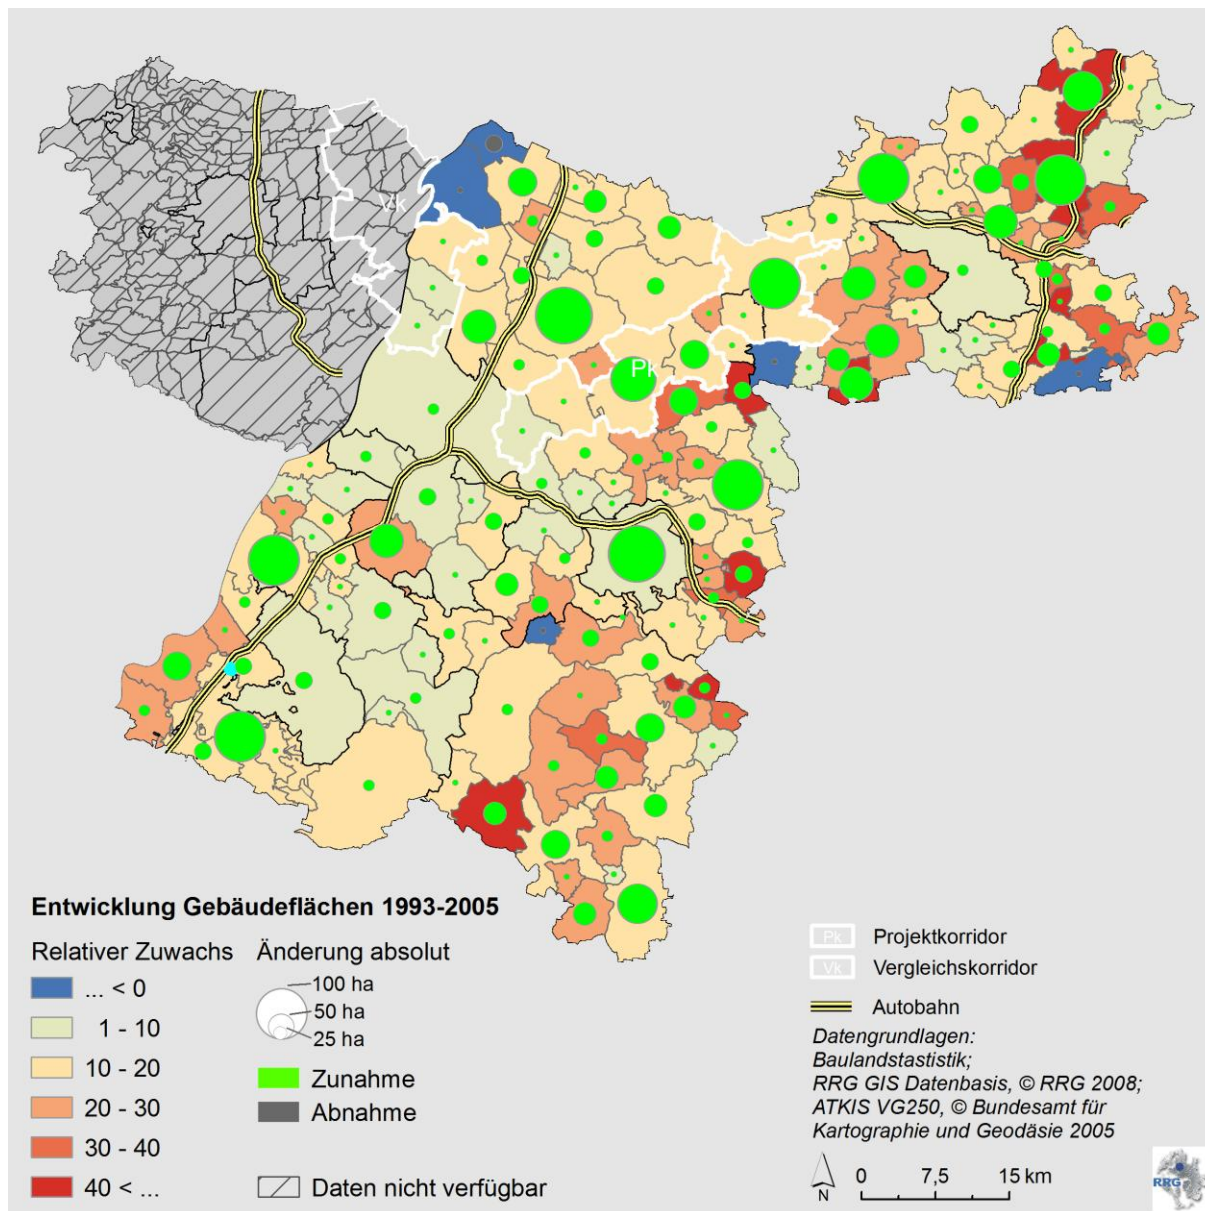 Vk
Pk
Entwicklung Gebäudeflächen 1993-2005
Relativer Zuwachs
... < 0
1 - 10
10 - 20
20 - 30
30 - 40
40 < ...
Änderung absolut
100 ha
50 ha
25 ha
Zunahme
Abnahme
Daten nicht verfügbar
Pk Projektkorridor
Vk Vergleichskorridor
Autobahn
Datengrundlagen:
Baulandstastistik;
RRG GIS Datenbasis, © RRG 2008;
ATKIS VG250, © Bundesamt für
Kartographie und Geodäsie 2005
N
0 7,5 15 km
RRG